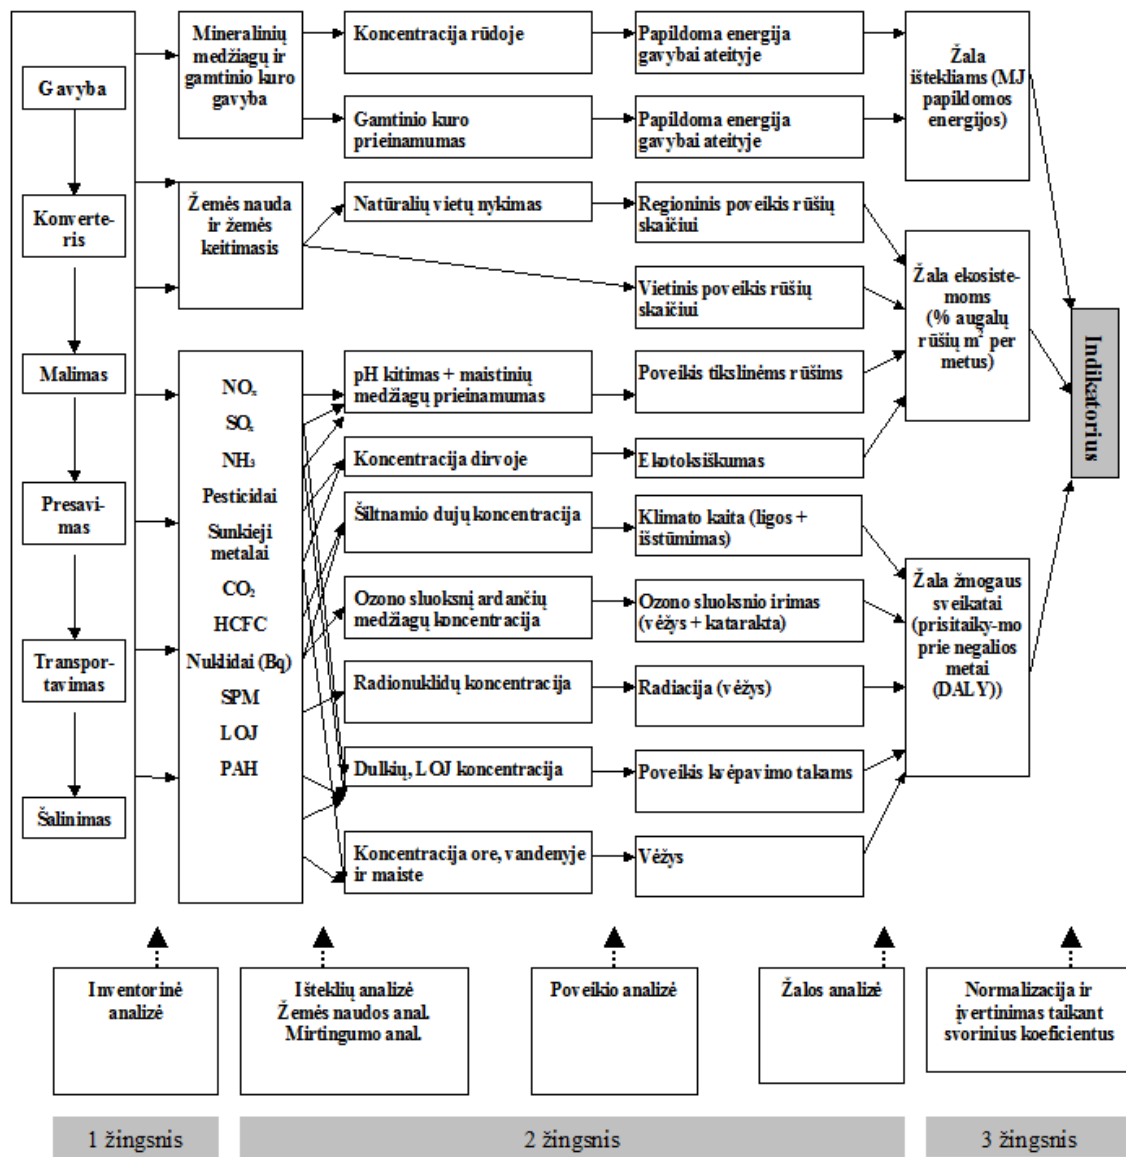 Gavyba
Konverte-
ris
Malimas
Presavi-
mas
Transpor-
tavimas
Šalinimas
Mineralinių
medžiagų ir
gamtinio kuro
gavyba
Žemės nauda
ir žemės
keitimasis
NOₓ
SOₓ
NH₃
Pesticidai
Sunkieji
metalai
CO₂
HCFC
Nuklidai (Bq)
SPM
LOJ
PAH
Koncentracija rūdoje
Gamtinio kuro
prieinamumas
Natūralių vietų nykimas
pH kitimas + maistinių
medžiagų prieinamumas
Koncentracija dirvoje
Šiltnamio dujų koncentracija
Ozono sluoksnį ardančių
medžiagų koncentracija
Radionuklidų koncentracija
Dulkių, LOJ koncentracija
Koncentracija ore, vandenyje
ir maiste
Papildoma energija
gavybai ateityje
Papildoma energija
gavybai ateityje
Regioninis poveikis rūšių
skaičiui
Vietinis poveikis rūšių
skaičiui
Poveikis tikslinėms rūšims
Ekotoksiškumas
Klimato kaita (ligos +
išstūmimas)
Ozono sluoksnio irimas
(vėžys + katarakta)
Radiacija (vėžys)
Poveikis kvėpavimo takams
Vėžys
Žala
ištekliams (MJ
papildomos
energijos)
Žala ekosiste-
moms
(% augalų
rūšių m² per
metus)
Žala žmogaus
sveikatai
(prisitaiky-mo
prie negalios
metai
(DALY))
Indikatorius
Inventorinė
analizė
Išteklių analizė
Žemės naudos anal.
Mirtingumo anal.
Poveikio analizė
Žalos analizė
Normalizacija ir
įvertinimas taikant
svorinius koeficientus
1 žingsnis
2 žingsnis
3 žingsnis